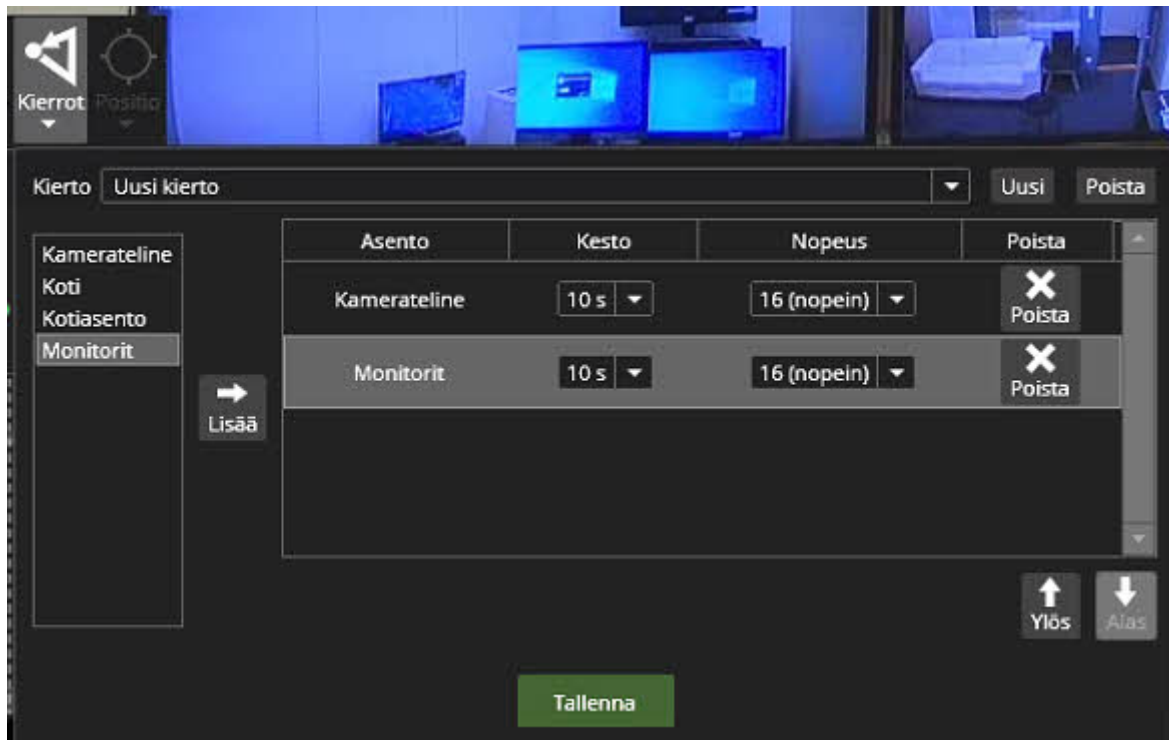 Kierrot Positio
Kierto Uusi kierto Uusi Poista
Kamerateline
Koti
Kotiasento
Monitorit
Lisää
Asento Kesto Nopeus Poista
Kamerateline 10 s 16 (nopein) Poista
Monitorit 10 s 16 (nopein) Poista
Ylös Alas
Tallenna